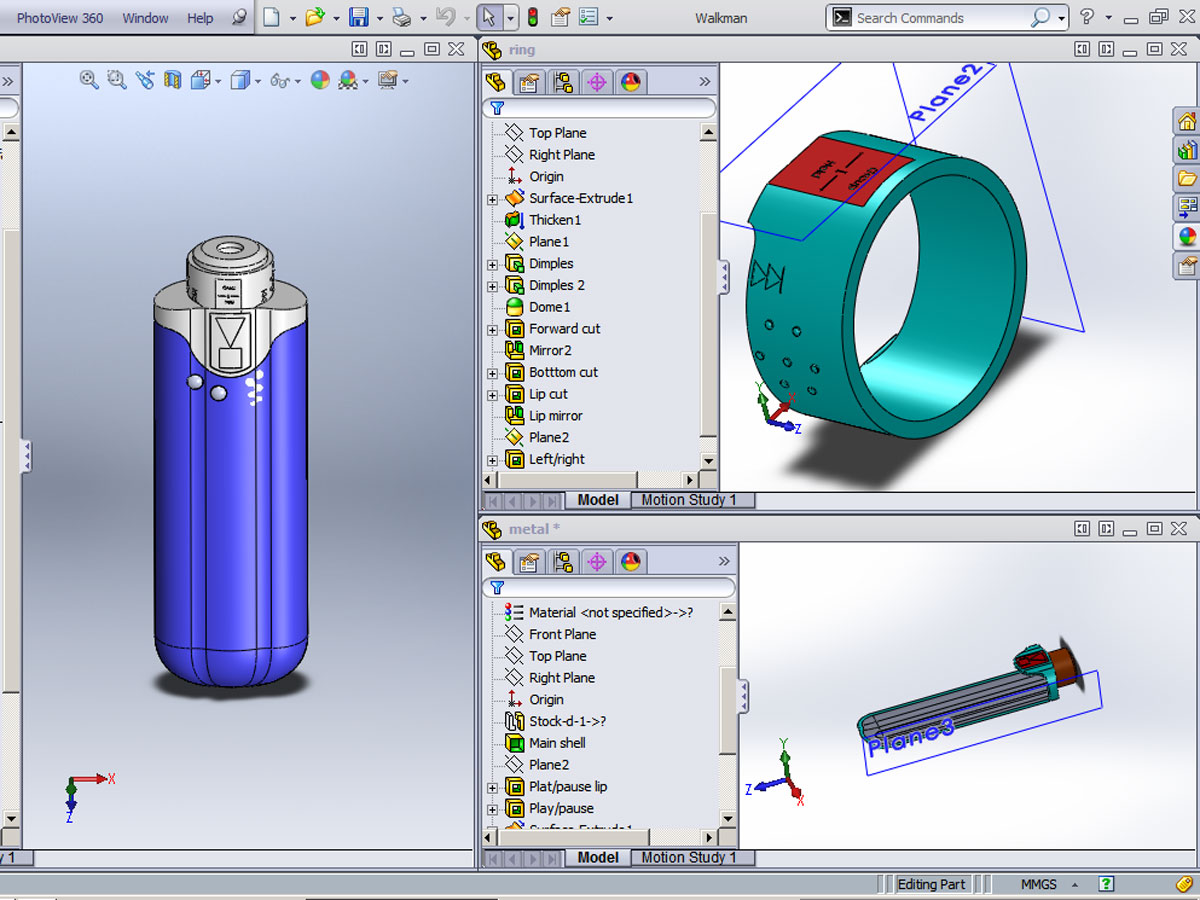 PhotoView 360 Window Help
Walkman
Search Commands
ring
Top Plane
Right Plane
Origin
Surface-Extrude1
Thicken1
Plane1
Dimples
Dimples 2
Dome1
Forward cut
Mirror2
Botttom cut
Lip cut
Lip mirror
Plane2
Left/right
Model Motion Study 1
Plane2
Y
X
Z
metal *
Material <not specified>->?
Front Plane
Top Plane
Right Plane
Origin
Stock-d-1->?
Main shell
Plane2
Plat/pause lip
Play/pause
Surface-Extrude1
Model Motion Study 1
Plane3
Y
Z
X
X
Z
y 1
Editing Part MMGS